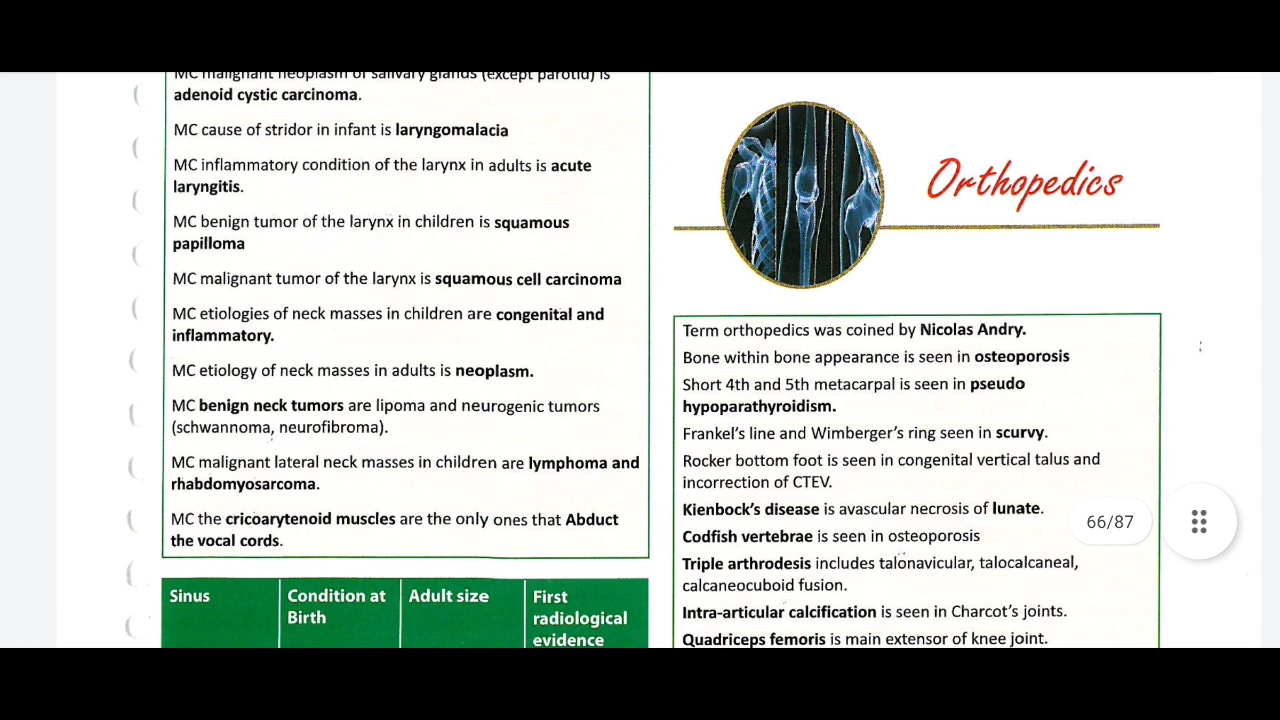 MC malignant neoplasm of salivary glands (except parotid) is
adenoid cystic carcinoma.
MC cause of stridor in infant is laryngomalacia
MC inflammatory condition of the larynx in adults is acute
laryngitis.
MC benign tumor of the larynx in children is squamous
papilloma
MC malignant tumor of the larynx is squamous cell carcinoma
MC etiologies of neck masses in children are congenital and
inflammatory.
MC etiology of neck masses in adults is neoplasm.
MC benign neck tumors are lipoma and neurogenic tumors
(schwannoma, neurofibroma).
MC malignant lateral neck masses in children are lymphoma and
rhabdomyosarcoma.
MC the cricoarytenoid muscles are the only ones that Abduct
the vocal cords.
Sinus
Condition at
Birth
Adult size
First
radiological
evidence
Orthopedics
Term orthopedics was coined by Nicolas Andry.
Bone within bone appearance is seen in osteoporosis
Short 4th and 5th metacarpal is seen in pseudo
hypoparathyroidism.
Frankel's line and Wimberger's ring seen in scurvy.
Rocker bottom foot is seen in congenital vertical talus and
incorrection of CTEV.
Kienbock's disease is avascular necrosis of lunate.
Codfish vertebrae is seen in osteoporosis
Triple arthrodesis includes talonavicular, talocalcaneal,
calcaneocuboid fusion.
Intra-articular calcification is seen in Charcot's joints.
Quadriceps femoris is main extensor of knee joint.
66/87